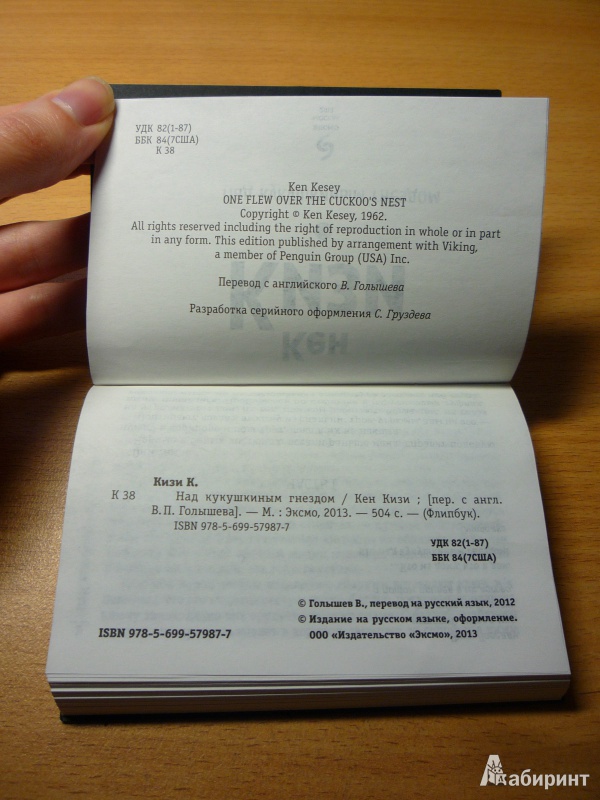 УДК 82(1-87)
ББК 84(7США)
К 38
Ken Kesey
ONE FLEW OVER THE CUCKOO'S NEST
Copyright © Ken Kesey, 1962.
All rights reserved including the right of reproduction in whole or in part
in any form. This edition published by arrangement with Viking,
a member of Penguin Group (USA) Inc.
Перевод с английского В. Голышева
Разработка серийного оформления С. Груздева
Кизи
Кен
Кизи К.
К 38 Над кукушкиным гнездом / Кен Кизи ; [пер. с англ.
В.П. Голышева]. — М. : Эксмо, 2013. — 504 с. — (Флипбук).
ISBN 978-5-699-57987-7
УДК 82(1-87)
ББК 84(7США)
© Голышев В., перевод на русский язык, 2012
© Издание на русском языке, оформление.
ISBN 978-5-699-57987-7 ООО «Издательство «Эксмо», 2013
Лабиринт